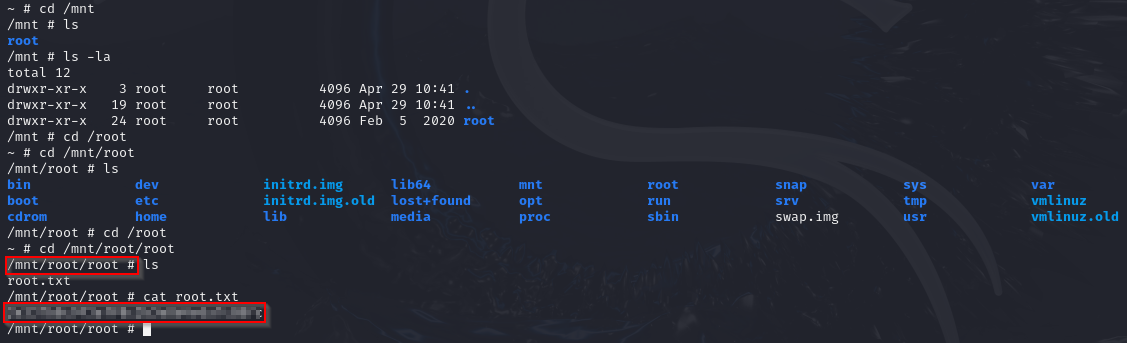 ~ # cd /mnt
/mnt # ls
root
/mnt # ls -la
total 12
drwxr-xr-x    3 root     root          4096 Apr 29 10:41 .
drwxr-xr-x   19 root     root          4096 Apr 29 10:41 ..
drwxr-xr-x   24 root     root          4096 Feb  5  2020 root
/mnt # cd /root
~ # cd /mnt/root
/mnt/root # ls
bin             dev             initrd.img      lib64           mnt             root            snap            sys             var
boot            etc             initrd.img.old  lost+found      opt             run             srv             tmp             vmlinuz
cdrom           home            lib             media           proc            sbin            swap.img        usr             vmlinuz.old
/mnt/root # cd /root
~ # cd /mnt/root/root
/mnt/root/root # ls
root.txt
/mnt/root/root # cat root.txt
/mnt/root/root #